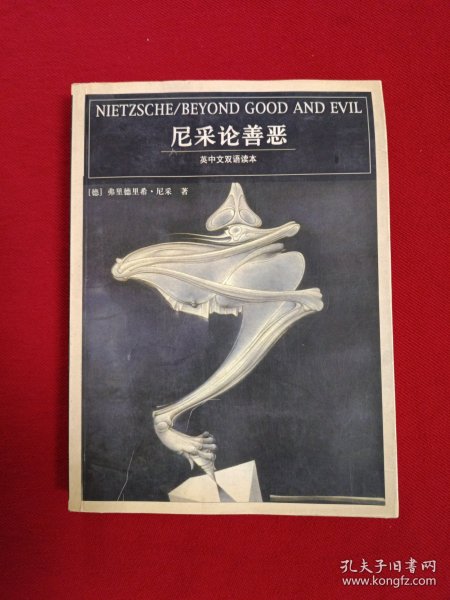 NIETZSCHE/BEYOND GOOD AND EVIL
尼采论善恶
英中文双语读本
[德] 弗里德里希·尼采 著
孔夫子旧书网
www.kongfz.com